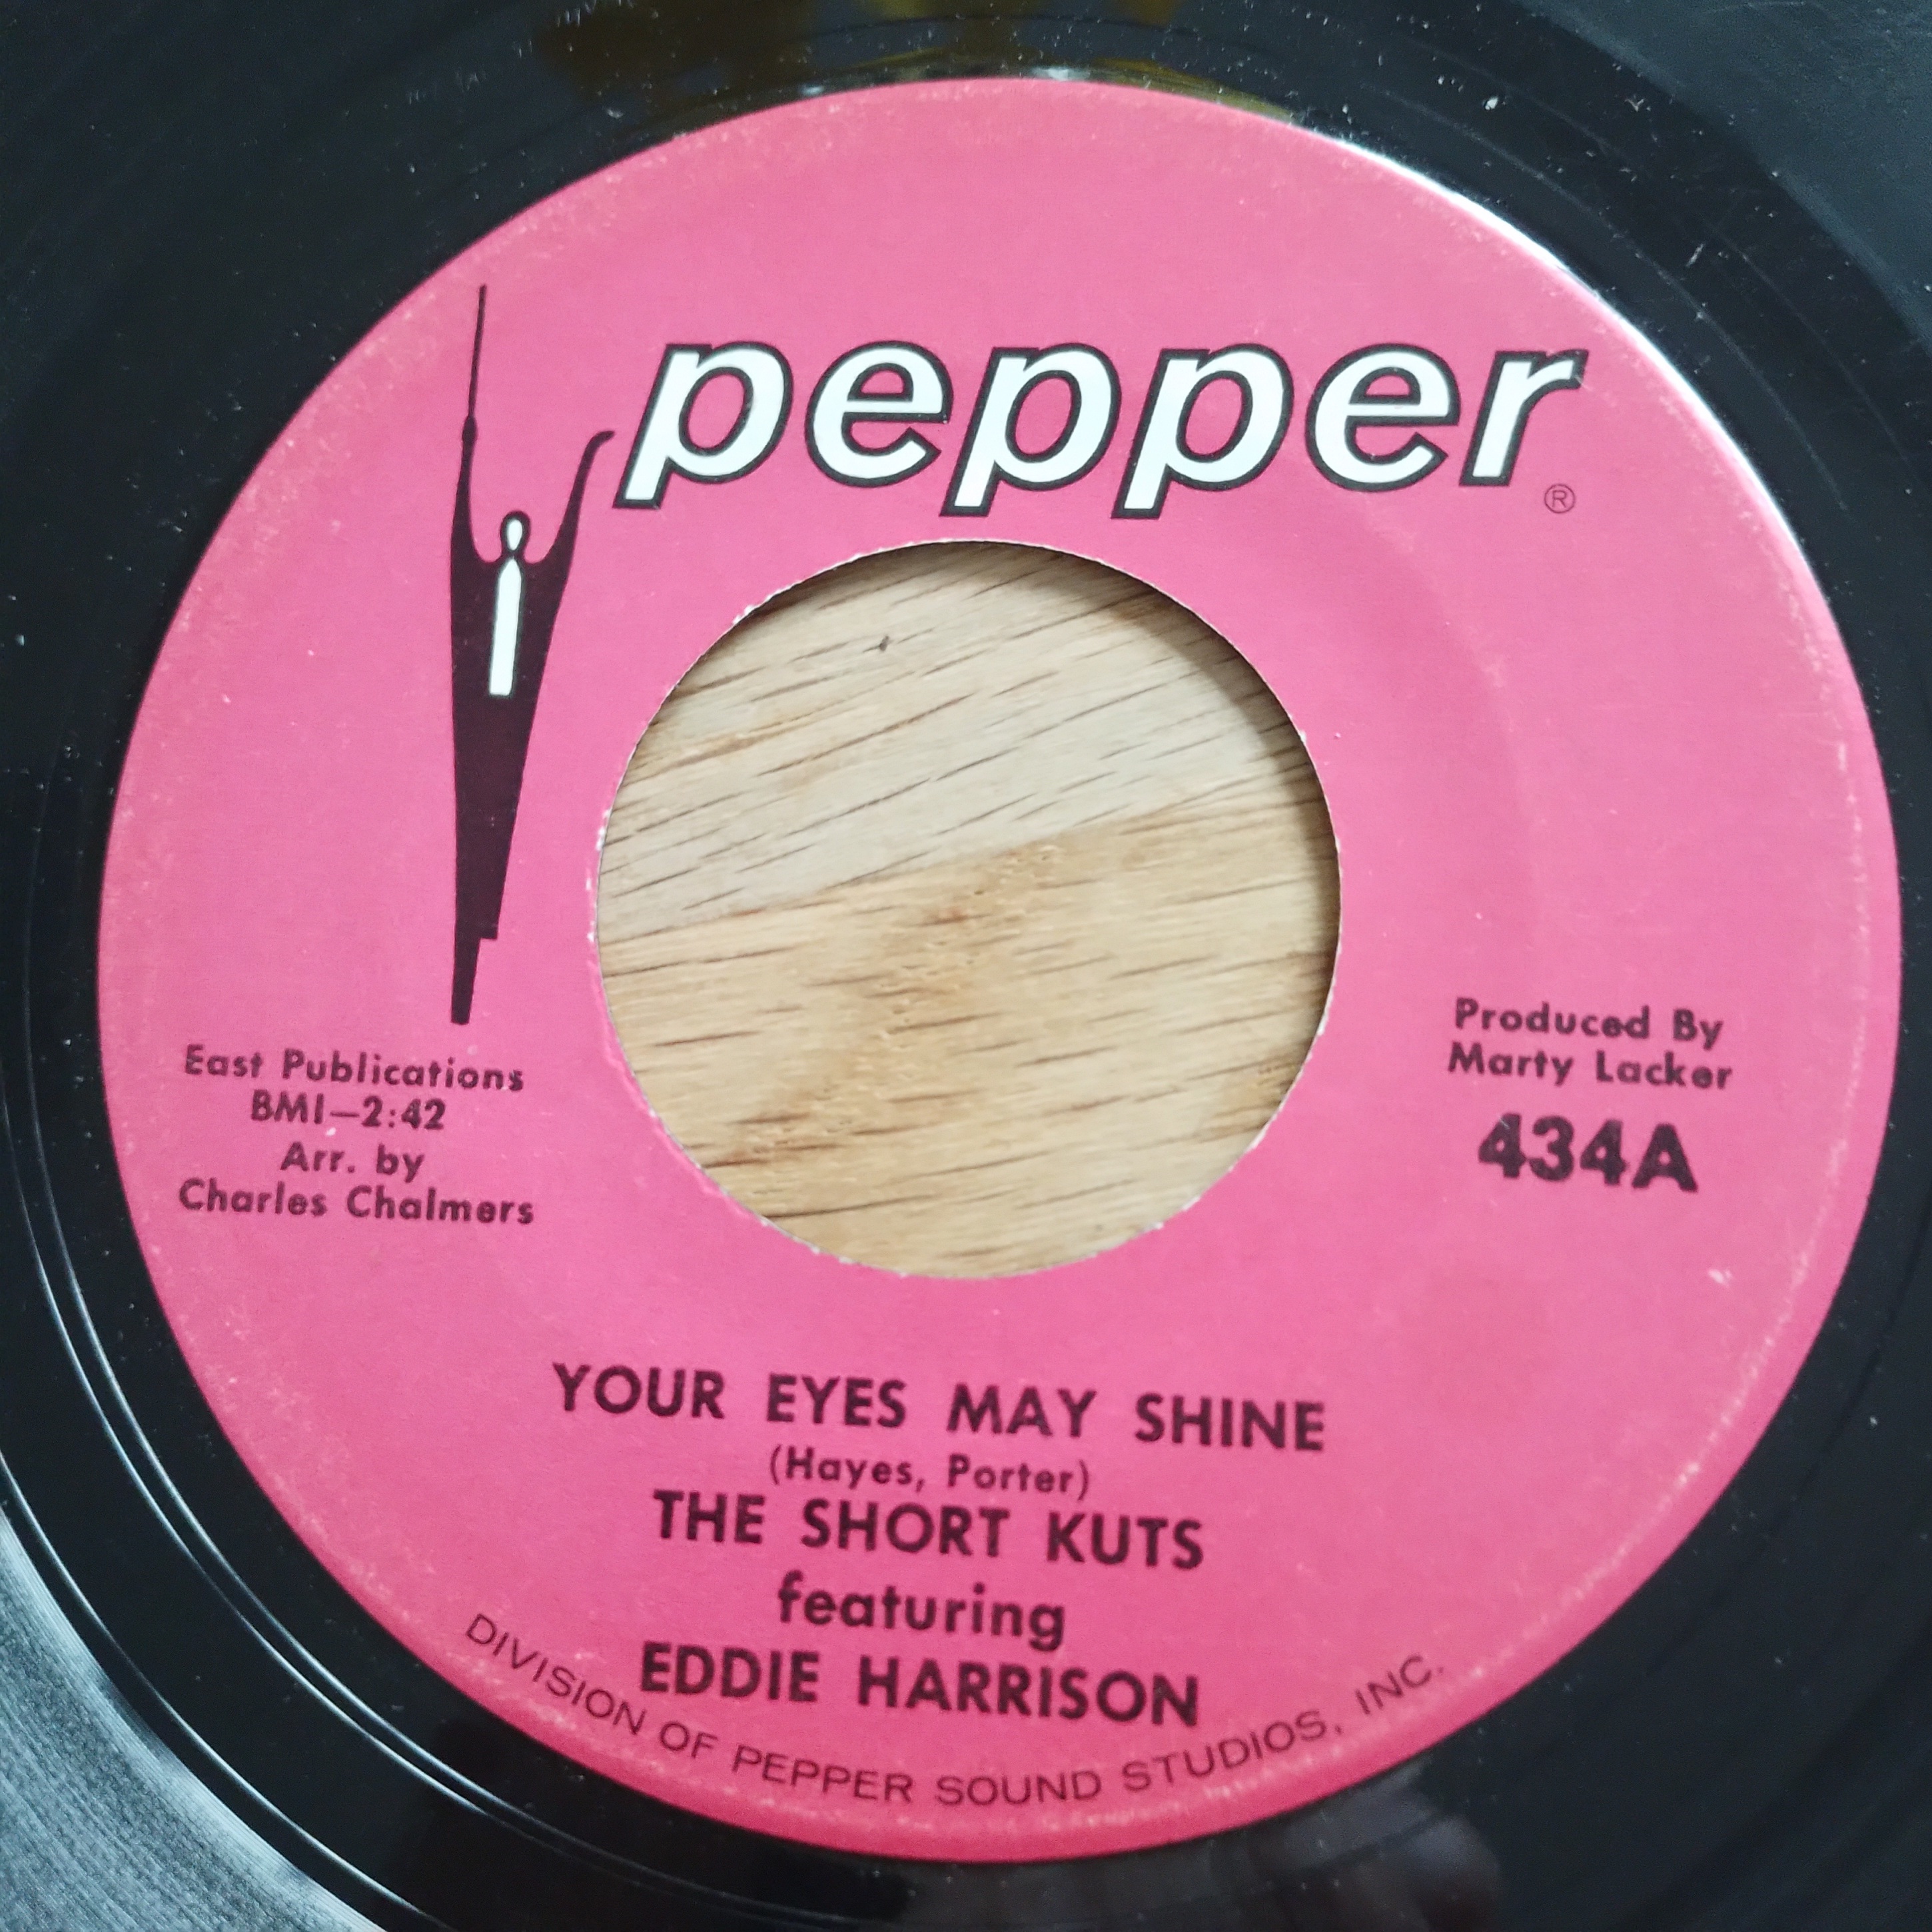 pepper
®
East Publications
BMI—2:42
Arr. by
Charles Chalmers
Produced By
Marty Lacker
434A
YOUR EYES MAY SHINE
(Hayes, Porter)
THE SHORT KUTS
featuring
EDDIE HARRISON
DIVISION OF PEPPER SOUND STUDIOS, INC.